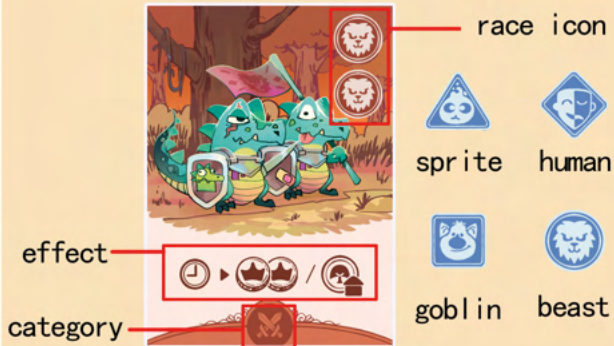 race icon
sprite human
effect
goblin beast
category